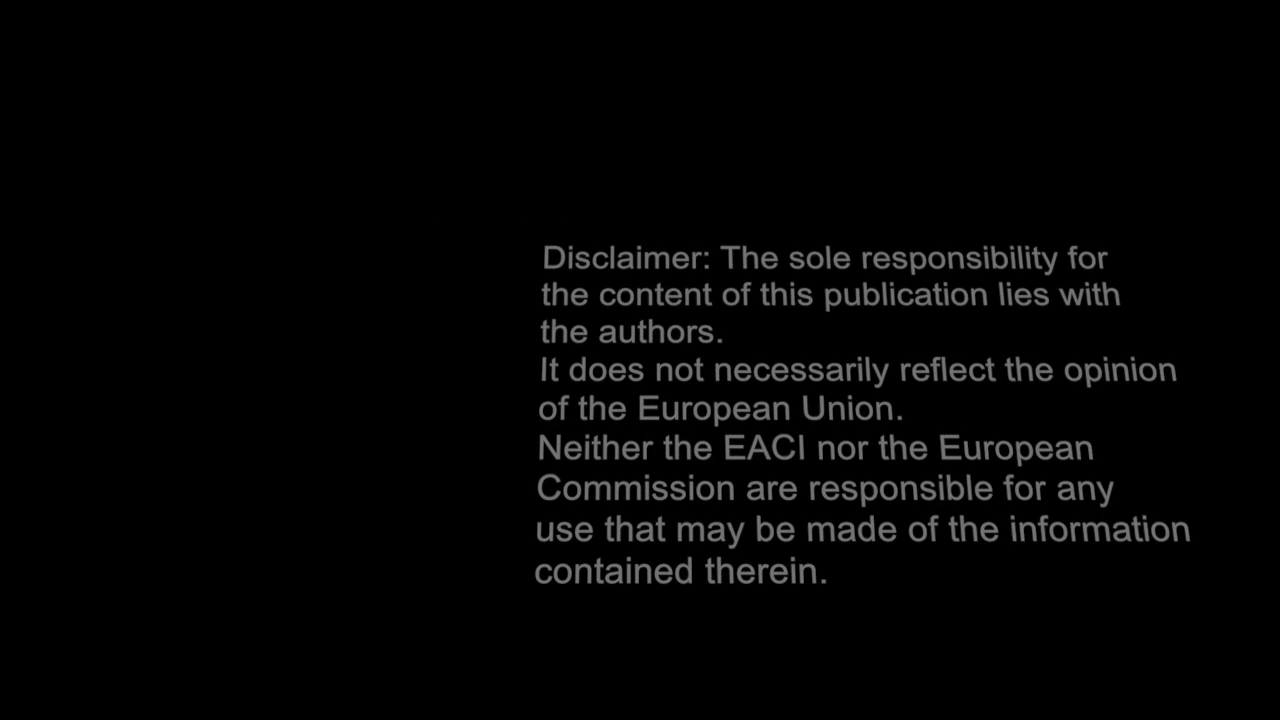 Disclaimer: The sole responsibility for
the content of this publication lies with
the authors.
It does not necessarily reflect the opinion
of the European Union.
Neither the EACI nor the European
Commission are responsible for any
use that may be made of the information
contained therein.